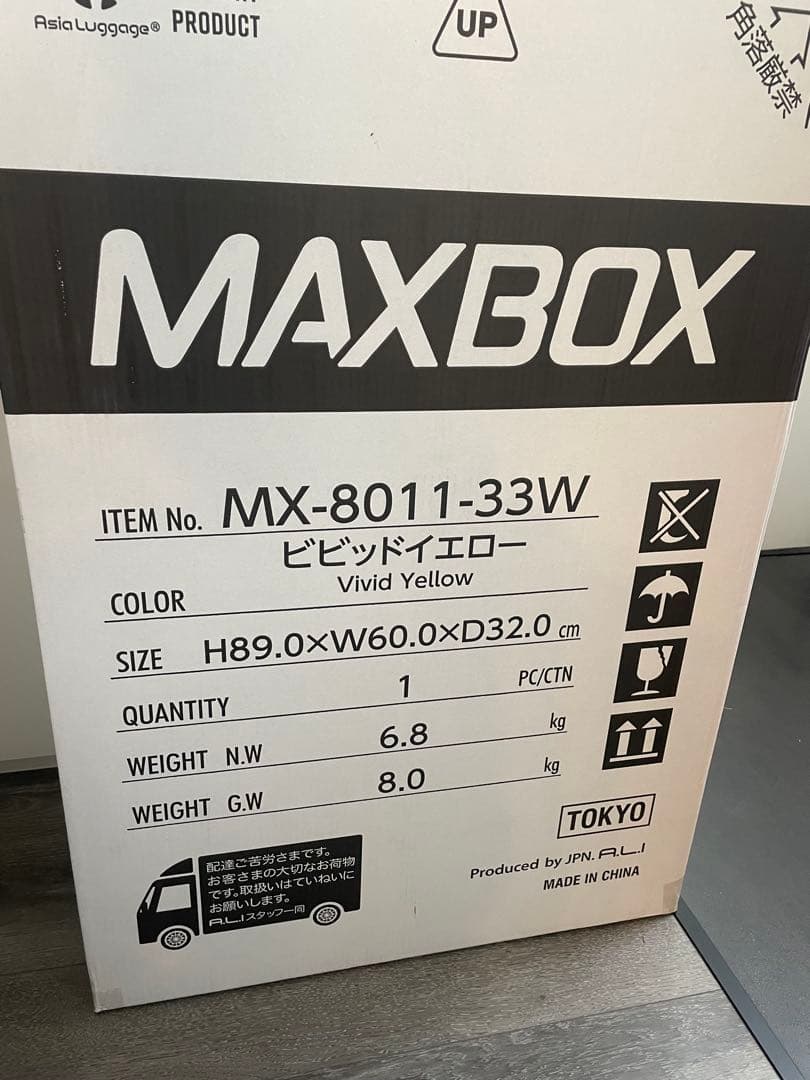 AsiaLuggage® PRODUCT
UP
角落厳禁
MAXBOX
ITEM No. MX-8011-33W
ビビッドイエロー
COLOR Vivid Yellow
SIZE H89.0×W60.0×D32.0 cm
QUANTITY 1 PC/CTN
WEIGHT N.W 6.8 kg
WEIGHT G.W 8.0 kg
TOKYO
Produced by JPN. A.L.I
MADE IN CHINA
配達ご苦労さまです。
お客さまの大切なお荷物
です。取扱いはていねいに
お願いします。
A.L.Iスタッフ一同